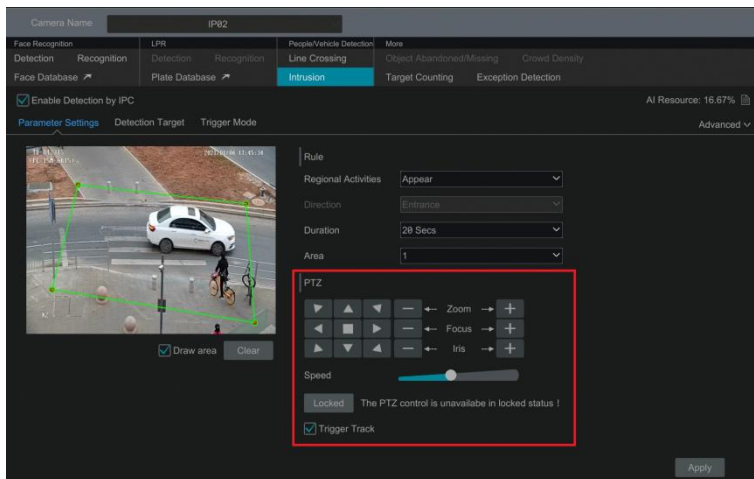 Camera Name IP02
Face Recognition LPR People/Vehicle Detection More
Detection Recognition Detection Recognition Line Crossing Object Abandoned/Missing Crowd Density
Face Database Plate Database Intrusion Target Counting Exception Detection
Enable Detection by IPC AI Resource: 16.67%
Parameter Settings Detection Target Trigger Mode Advanced
Rule
Regional Activities Appear
Direction Entrance
Duration 20 Secs
Area 1
PTZ
Zoom
Focus
Iris
Draw area Clear
Speed
Locked The PTZ control is unavailabe in locked status !
Trigger Track
Apply